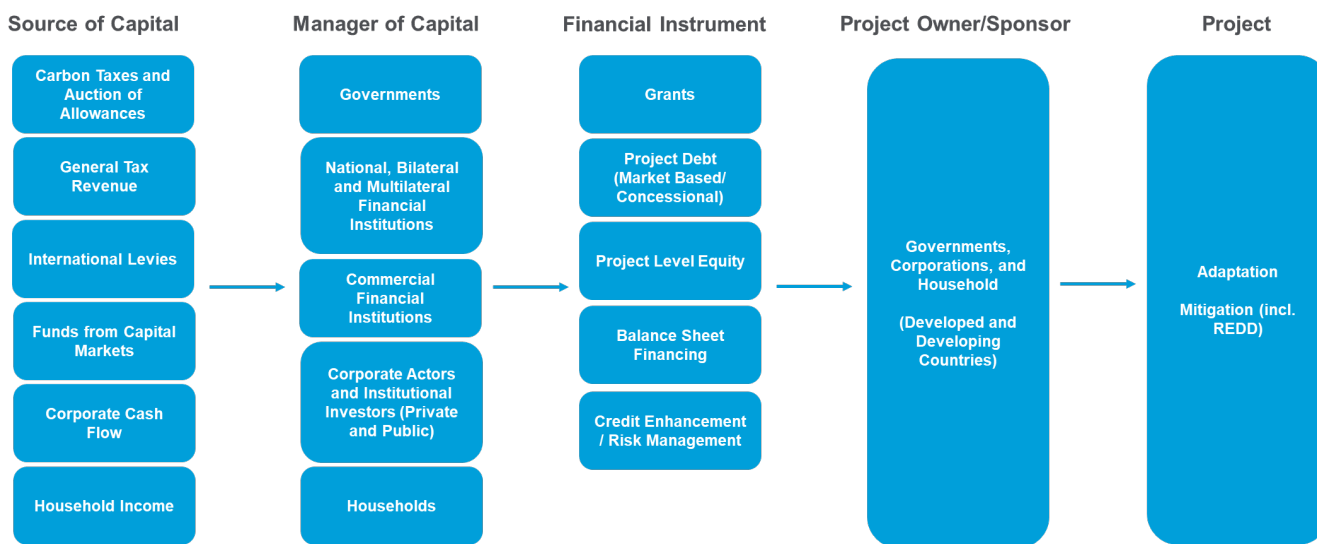 Source of Capital
Carbon Taxes and
Auction of
Allowances
General Tax
Revenue
International Levies
Funds from Capital
Markets
Corporate Cash
Flow
Household Income
Manager of Capital
Governments
National, Bilateral
and Multilateral
Financial
Institutions
Commercial
Financial
Institutions
Corporate Actors
and Institutional
Investors (Private
and Public)
Households
Financial Instrument
Grants
Project Debt
(Market Based/
Concessional)
Project Level Equity
Balance Sheet
Financing
Credit Enhancement
/ Risk Management
Project Owner/Sponsor
Governments,
Corporations, and
Household
(Developed and
Developing
Countries)
Project
Adaptation
Mitigation (incl.
REDD)